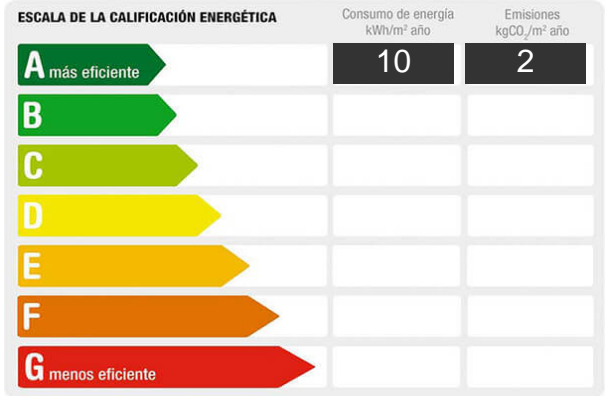 ESCALA DE LA CALIFICACIÓN ENERGÉTICA
Consumo de energía
kWh/m² año
Emisiones
kgCO₂/m² año
A más eficiente
10
2
B
C
D
E
F
G menos eficiente